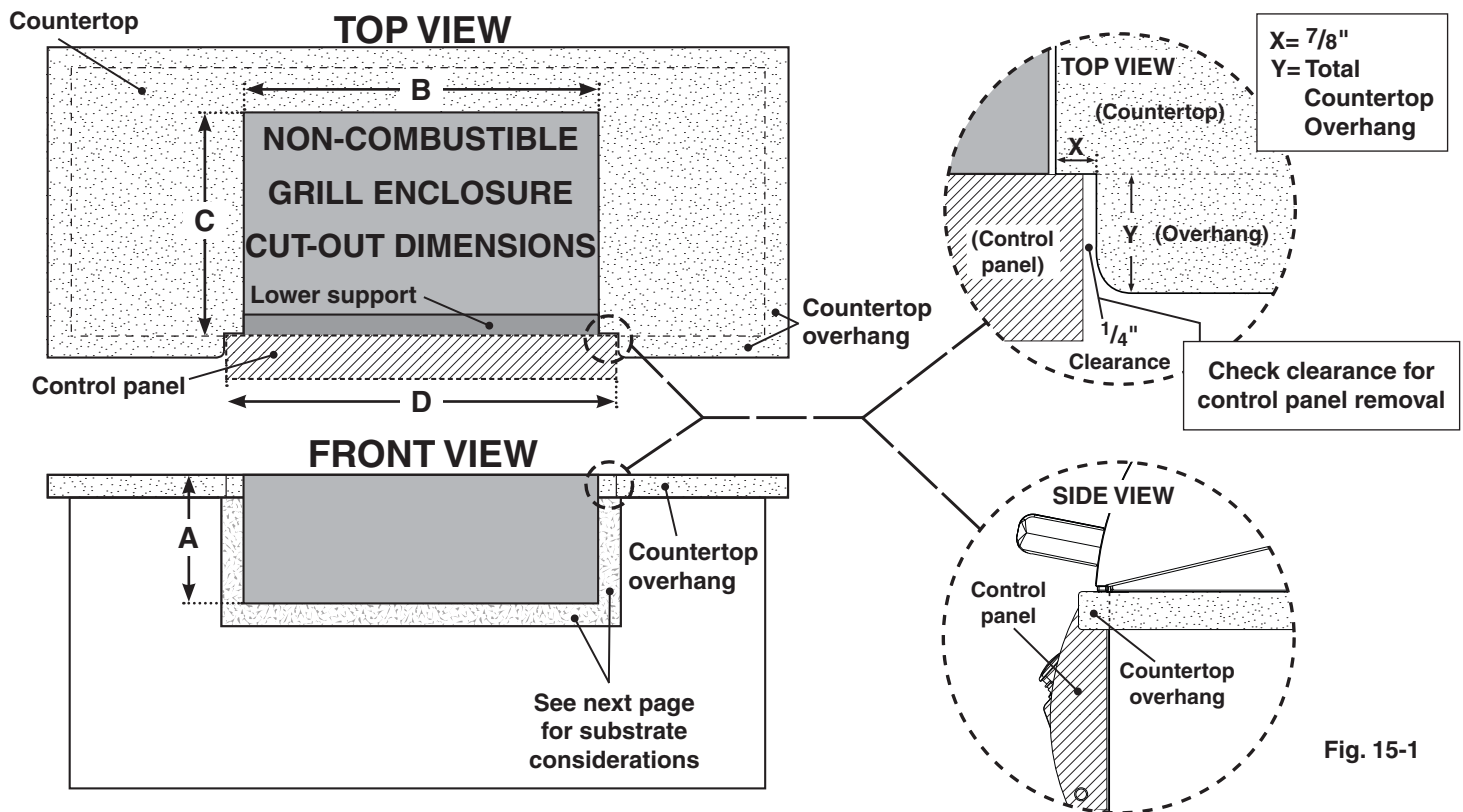 Countertop
TOP VIEW
B
NON-COMBUSTIBLE
GRILL ENCLOSURE
CUT-OUT DIMENSIONS
C
Lower support
Countertop
overhang
Control panel
D
TOP VIEW
(Countertop)
X
(Control
panel)
Y
(Overhang)
1/4"
Clearance
X= 7/8"
Y= Total
Countertop
Overhang
Check clearance for
control panel removal
FRONT VIEW
A
Countertop
overhang
See next page
for substrate
considerations
SIDE VIEW
Control
panel
Countertop
overhang
Fig. 15-1